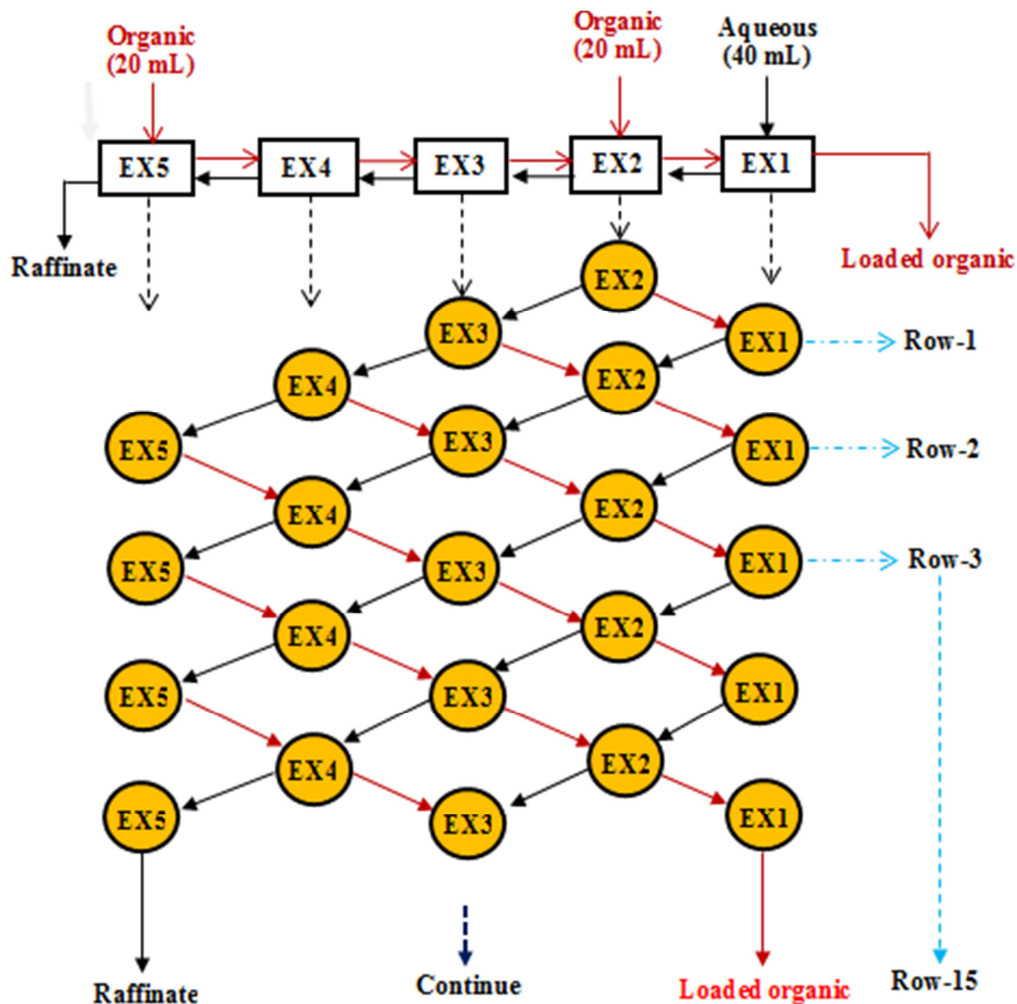 Organic
(20 mL)
Organic
(20 mL)
Aqueous
(40 mL)
EX5
EX4
EX3
EX2
EX1
Raffinate
Loaded organic
EX2
EX3
EX1
Row-1
EX4
EX2
EX5
EX3
EX1
Row-2
EX4
EX2
EX5
EX3
EX1
Row-3
EX4
EX2
EX5
EX3
EX1
EX4
EX2
EX5
EX3
EX1
Raffinate
Continue
Loaded organic
Row-15